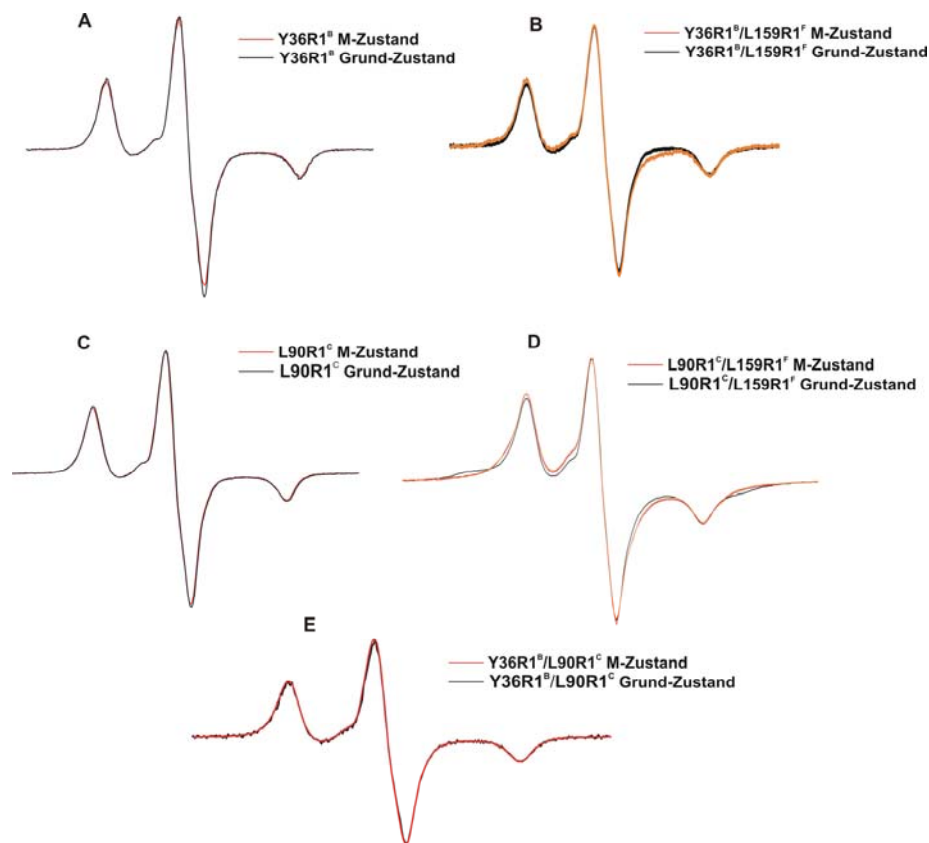 A
Y36R1ᴮ M-Zustand
Y36R1ᴮ Grund-Zustand
B
Y36R1ᴮ/L159R1ꟳ M-Zustand
Y36R1ᴮ/L159R1ꟳ Grund-Zustand
C
L90R1ᶜ M-Zustand
L90R1ᶜ Grund-Zustand
D
L90R1ᶜ/L159R1ꟳ M-Zustand
L90R1ᶜ/L159R1ꟳ Grund-Zustand
E
Y36R1ᴮ/L90R1ᶜ M-Zustand
Y36R1ᴮ/L90R1ᶜ Grund-Zustand